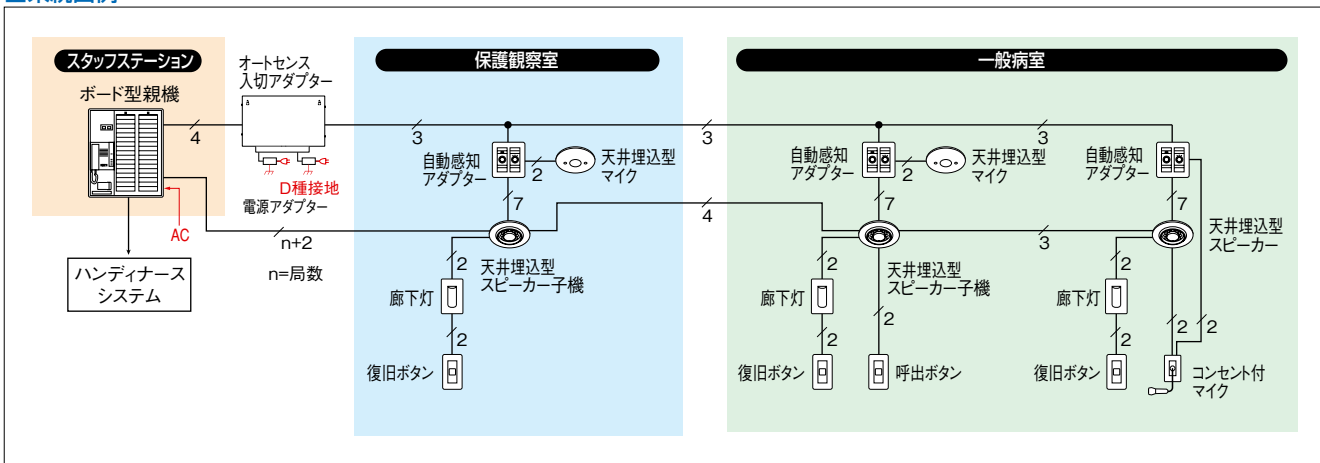 スタッフステーション
ボード型親機
4
AC
ハンディナース
システム
オートセンス
入切アダプター
D種接地
電源アダプター
n+2
n=局数
保護観察室
3
自動感知
アダプター
2
天井埋込型
マイク
7
天井埋込型
スピーカー子機
2
廊下灯
2
復旧ボタン
3
4
一般病室
自動感知
アダプター
2
天井埋込型
マイク
7
天井埋込型
スピーカー子機
2
廊下灯
2
復旧ボタン
2
呼出ボタン
3
3
自動感知
アダプター
7
天井埋込型
スピーカー
2
廊下灯
2
復旧ボタン
2
2
コンセント付
マイク